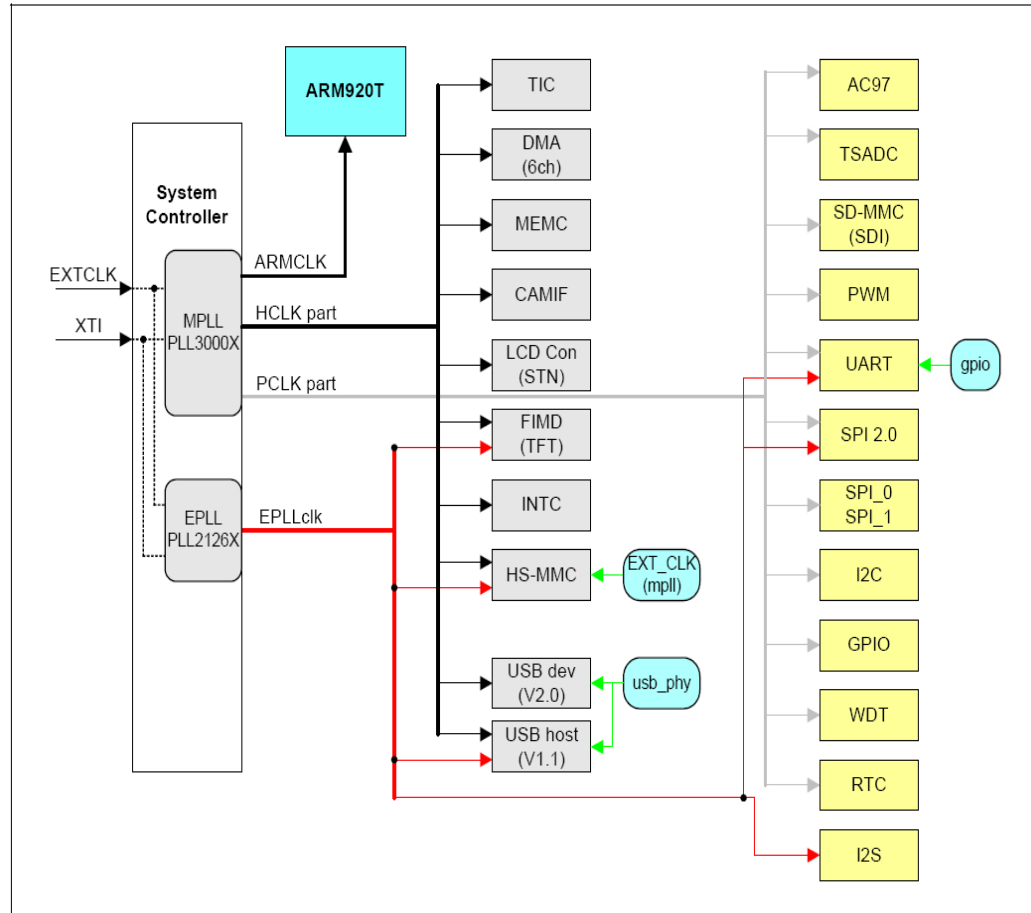 ARM920T
System
Controller
EXTCLK
XTI
MPLL
PLL3000X
EPLL
PLL2126X
ARMCLK
HCLK part
PCLK part
EPLLclk
TIC
DMA
(6ch)
MEMC
CAMIF
LCD Con
(STN)
FIMD
(TFT)
INTC
HS-MMC
EXT_CLK
(mpll)
USB dev
(V2.0)
USB host
(V1.1)
usb_phy
AC97
TSADC
SD-MMC
(SDI)
PWM
UART
gpio
SPI 2.0
SPI_0
SPI_1
I2C
GPIO
WDT
RTC
I2S